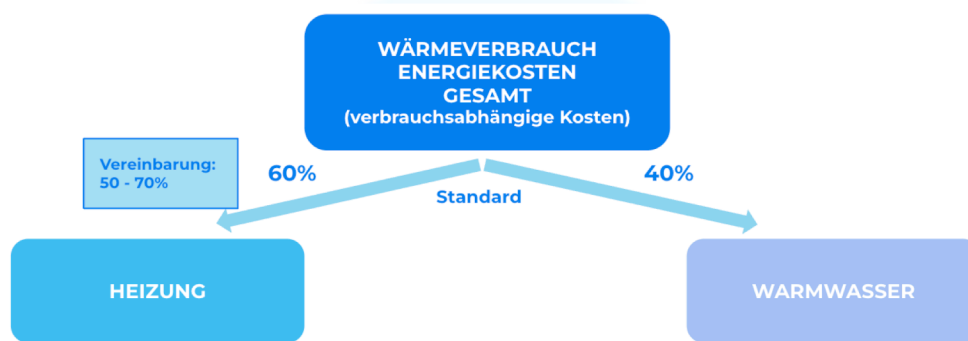 WÄRMEVERBRAUCH
ENERGIEKOSTEN
GESAMT
(verbrauchsabhängige Kosten)
Vereinbarung:
50 - 70%
60%
40%
Standard
HEIZUNG
WARMWASSER